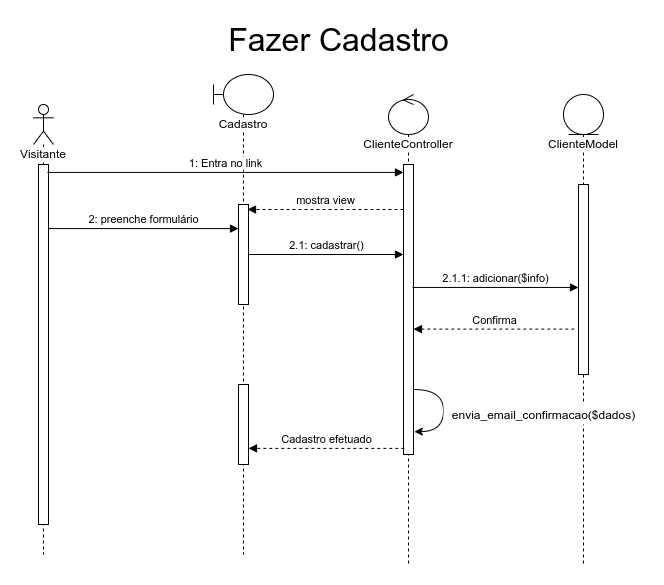 Fazer Cadastro
Cadastro
Visitante
ClienteController
ClienteModel
1: Entra no link
mostra view
2: preenche formulário
2.1: cadastrar()
2.1.1: adicionar($info)
Confirma
envia_email_confirmacao($dados)
Cadastro efetuado